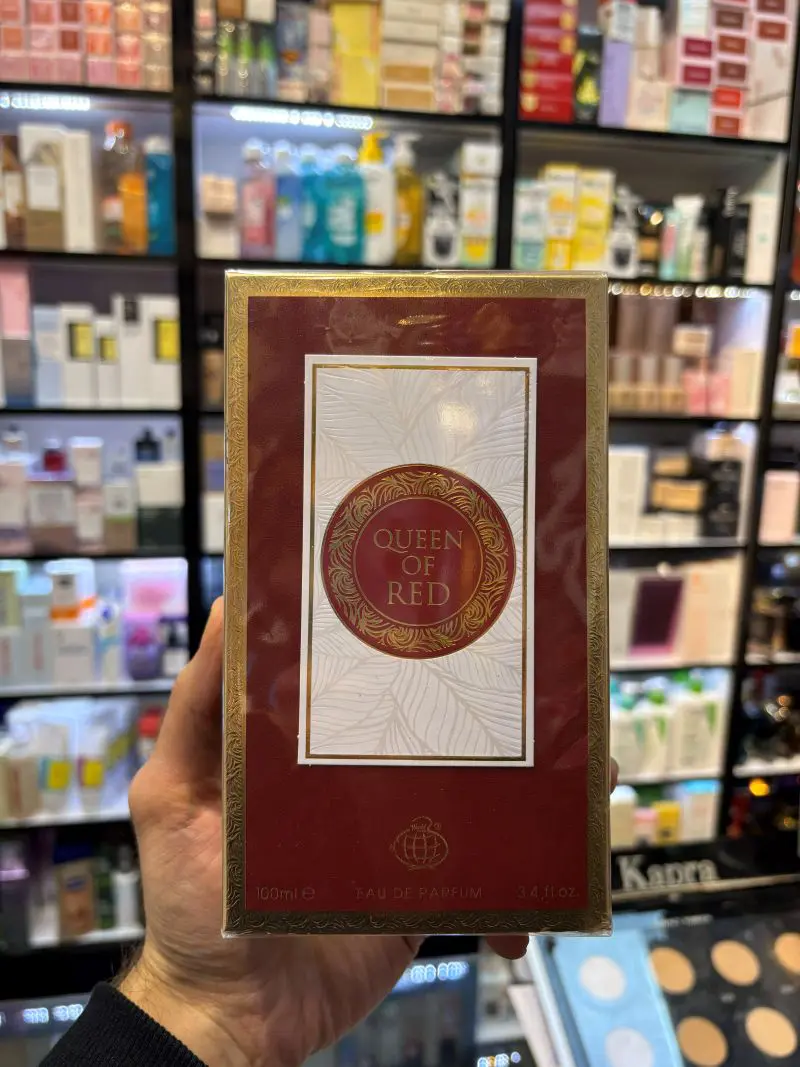 QUEEN
OF
RED
100ml e EAU DE PARFUM 3.4 fl.oz.
Kapra